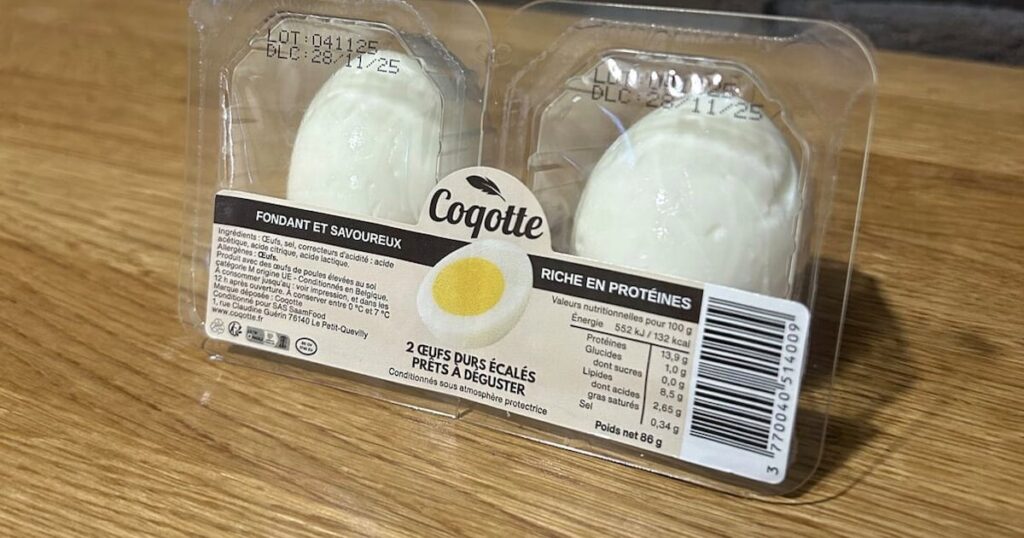 LOT:041125
DLC:28/11/25
DLC:28/11/25
Coqotte
FONDANT ET SAVOUREUX
Ingrédients : Œufs, sel, correcteurs d'acidité : acide
acétique, acide citrique, acide lactique.
Allergènes : Œufs.
Produit avec des œufs de poules élevées au sol
catégorie M origine UE - Conditionnés en Belgique.
À consommer jusqu'au : voir impression, et dans les
12 h après ouverture. À conserver entre 0 °C et 7 °C
Marque déposée : Coqotte
Conditionné pour SAS SaamFood
1, rue Claudine Guérin 76140 Le Petit-Quevilly
www.coqotte.fr
2 ŒUFS DURS ÉCALÉS
PRÊTS À DÉGUSTER
Conditionnés sous atmosphère protectrice
RICHE EN PROTÉINES
Valeurs nutritionnelles pour 100 g
Énergie 552 kJ / 132 kcal
Protéines 13,9 g
Glucides 1,0 g
dont sucres 0,0 g
Lipides 8,5 g
dont acides
gras saturés 2,65 g
Sel 0,34 g
Poids net 86 g
3 770040 514009